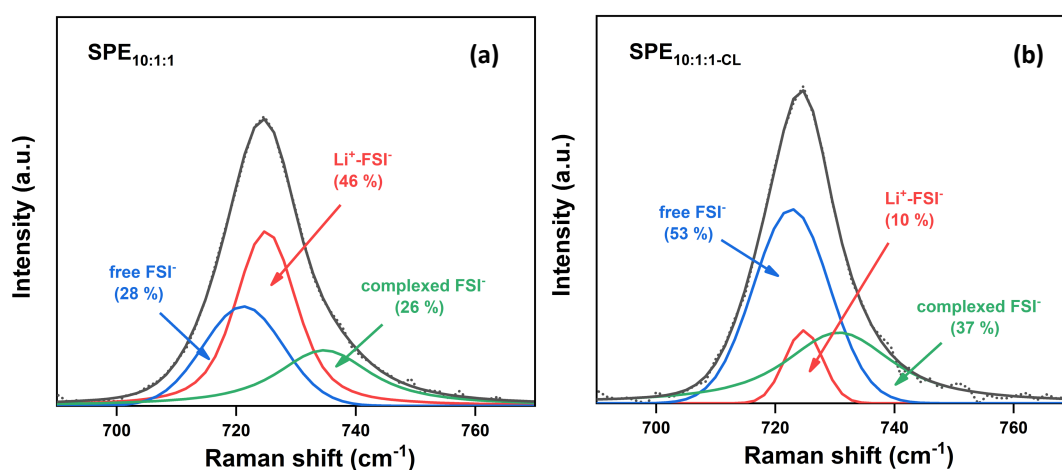 SPE10:1:1
(a)
Li⁺-FSI⁻
(46 %)
free FSI⁻
(28 %)
complexed FSI⁻
(26 %)
Intensity (a.u.)
700
720
740
760
Raman shift (cm⁻¹)
SPE10:1:1-CL
(b)
free FSI⁻
(53 %)
Li⁺-FSI⁻
(10 %)
complexed FSI⁻
(37 %)
Intensity (a.u.)
700
720
740
760
Raman shift (cm⁻¹)